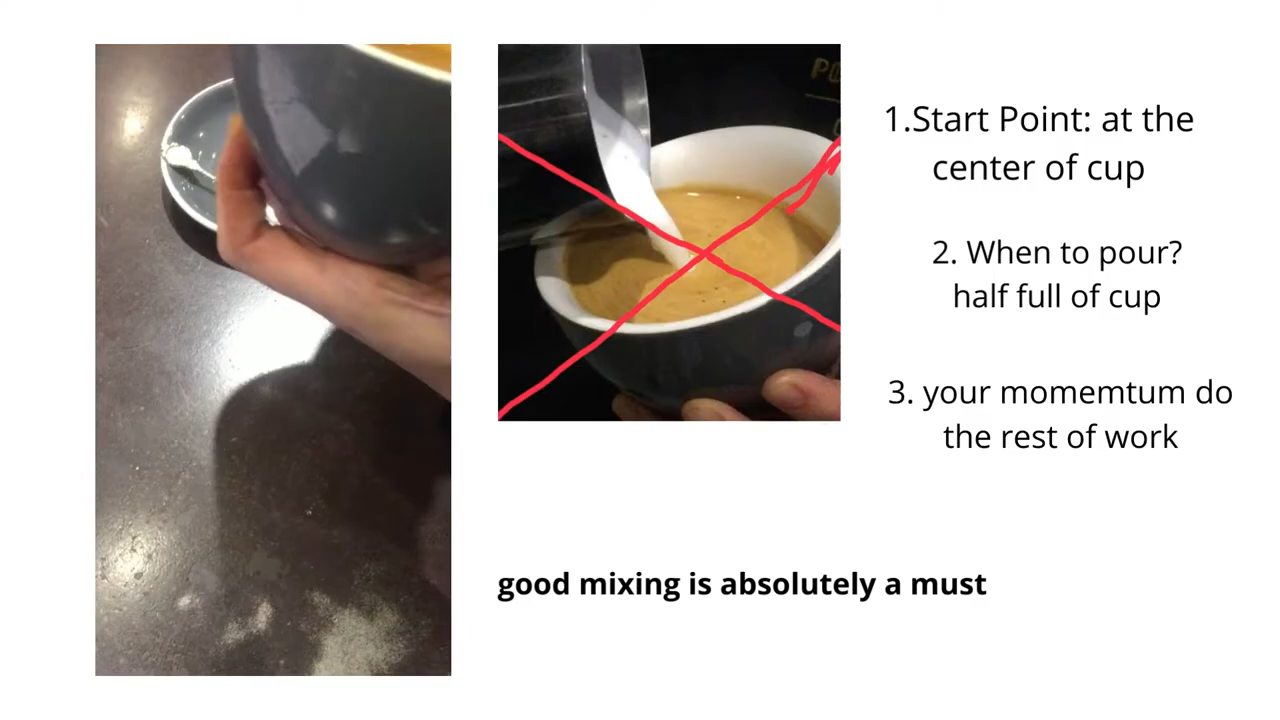 1.Start Point: at the
center of cup
2. When to pour?
half full of cup
3. your momemtum do
the rest of work
good mixing is absolutely a must